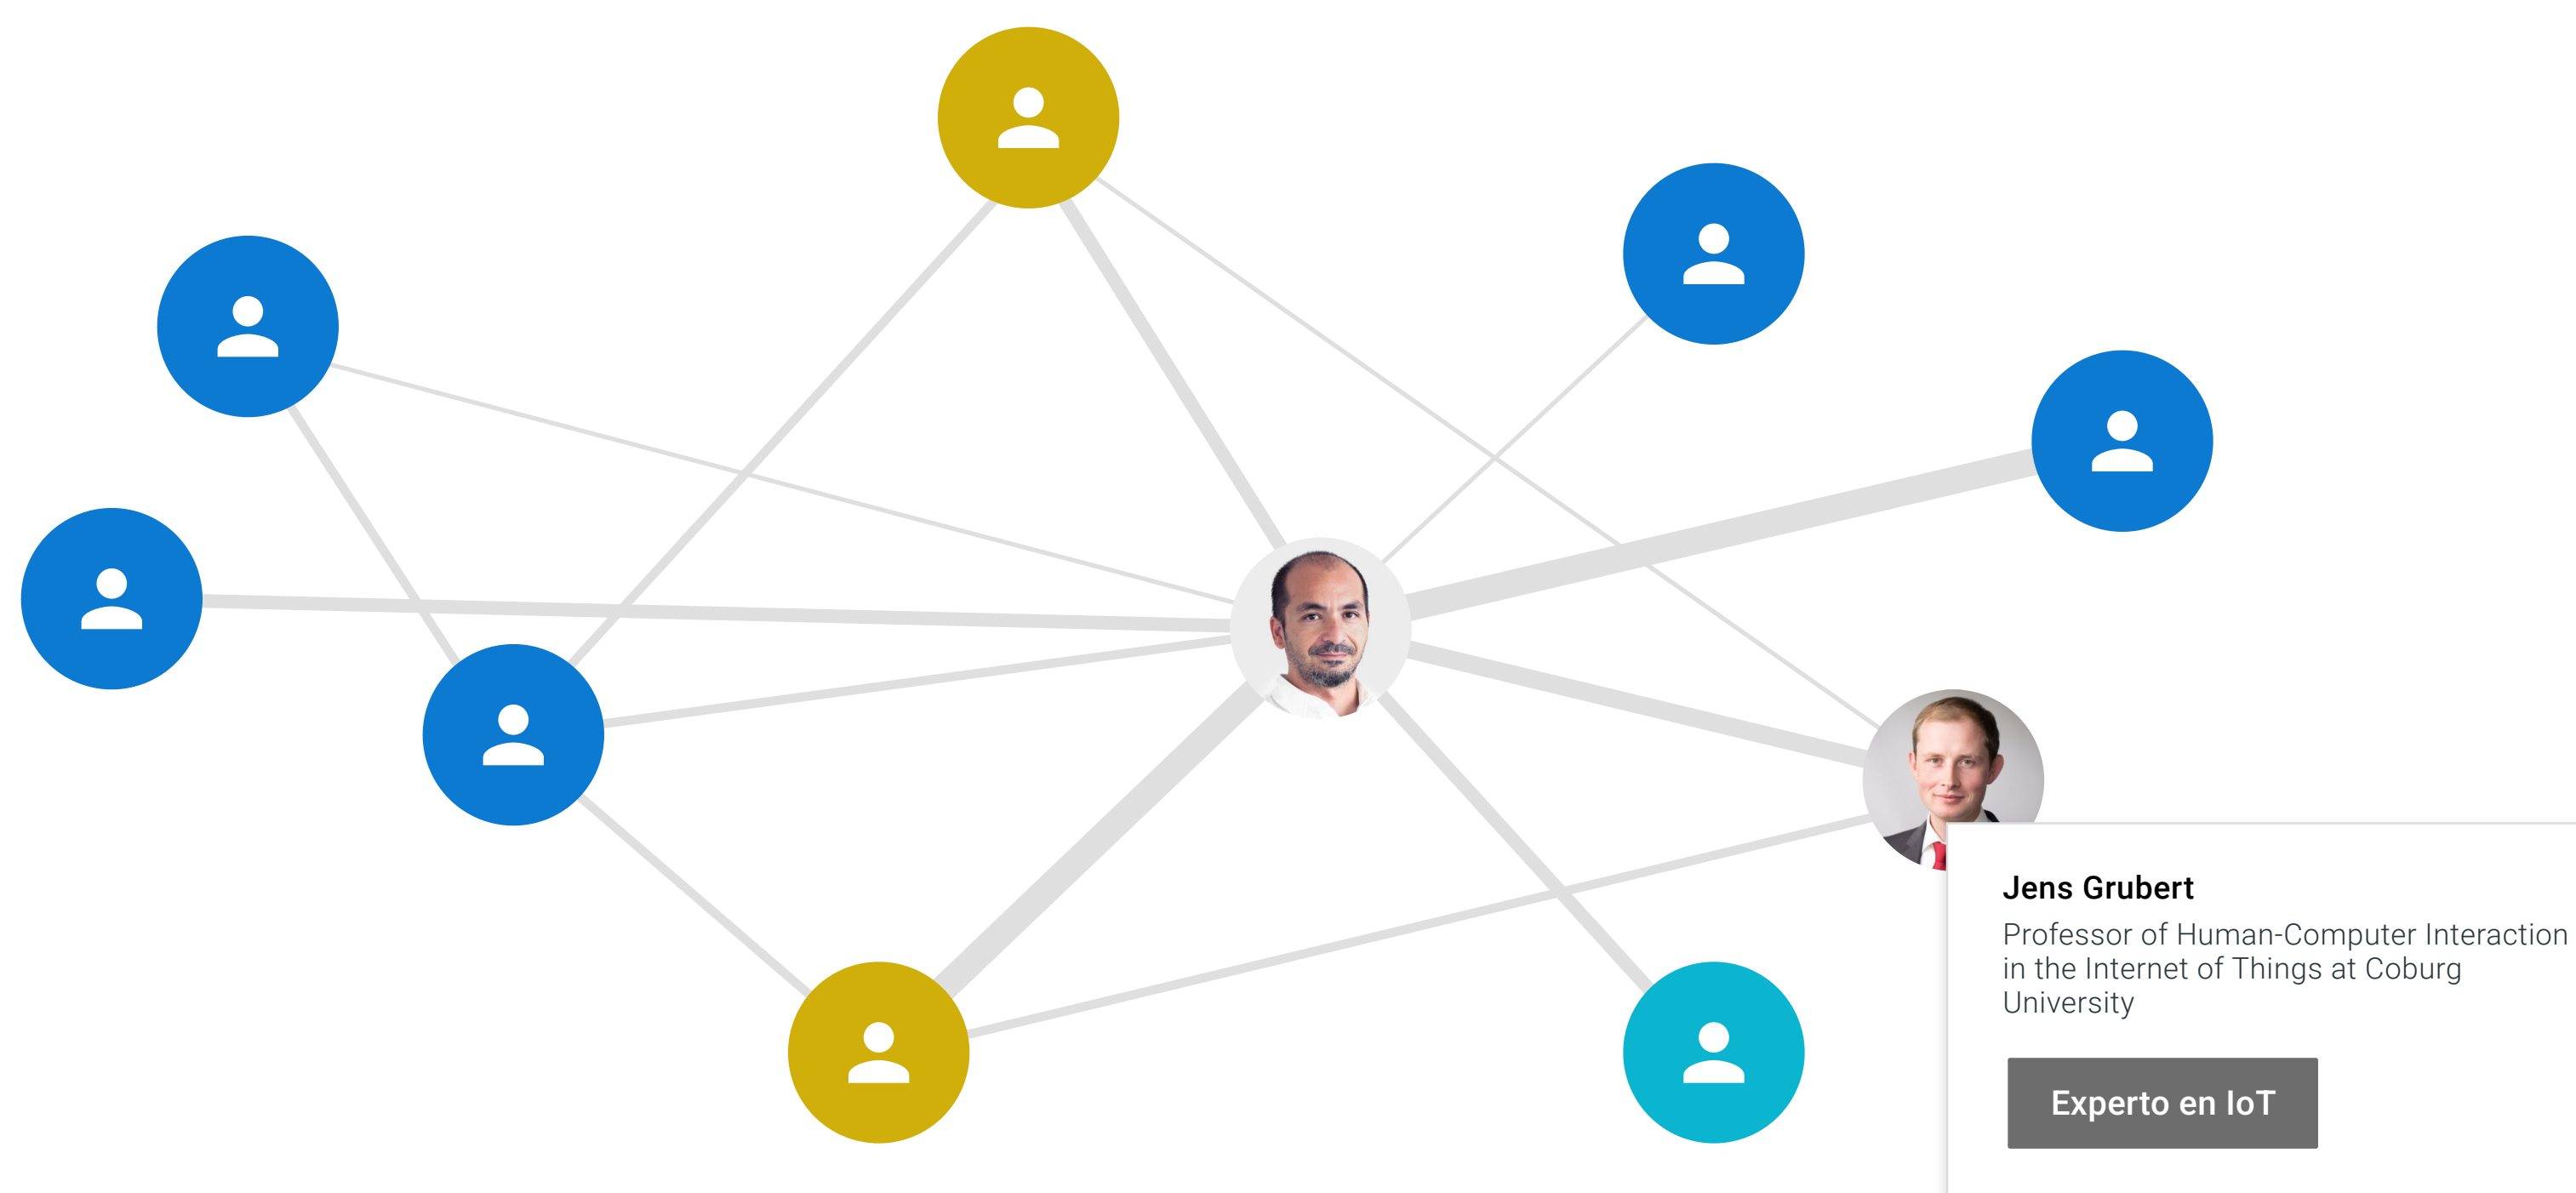 Jens Grubert
Professor of Human-Computer Interaction
in the Internet of Things at Coburg
University
Experto en IoT